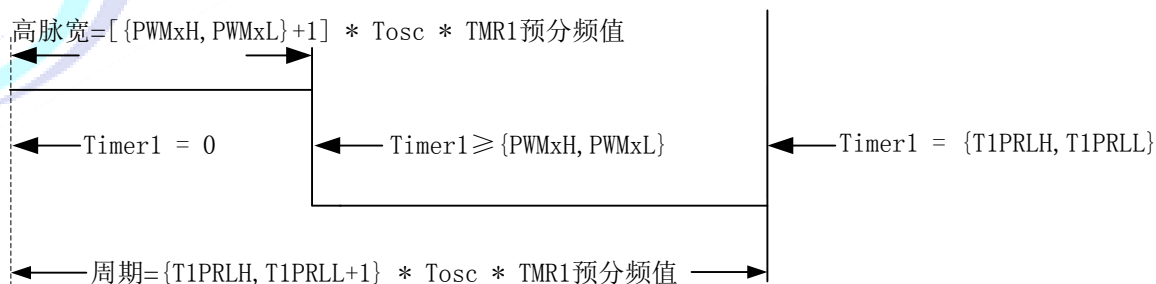 高脉宽=[{PWMxH,PWMxL}+1] * Tosc * TMR1预分频值
Timer1 = 0
Timer1≥{PWMxH,PWMxL}
Timer1 = {T1PRLH,T1PRLL}
周期={T1PRLH,T1PRLL+1} * Tosc * TMR1预分频值